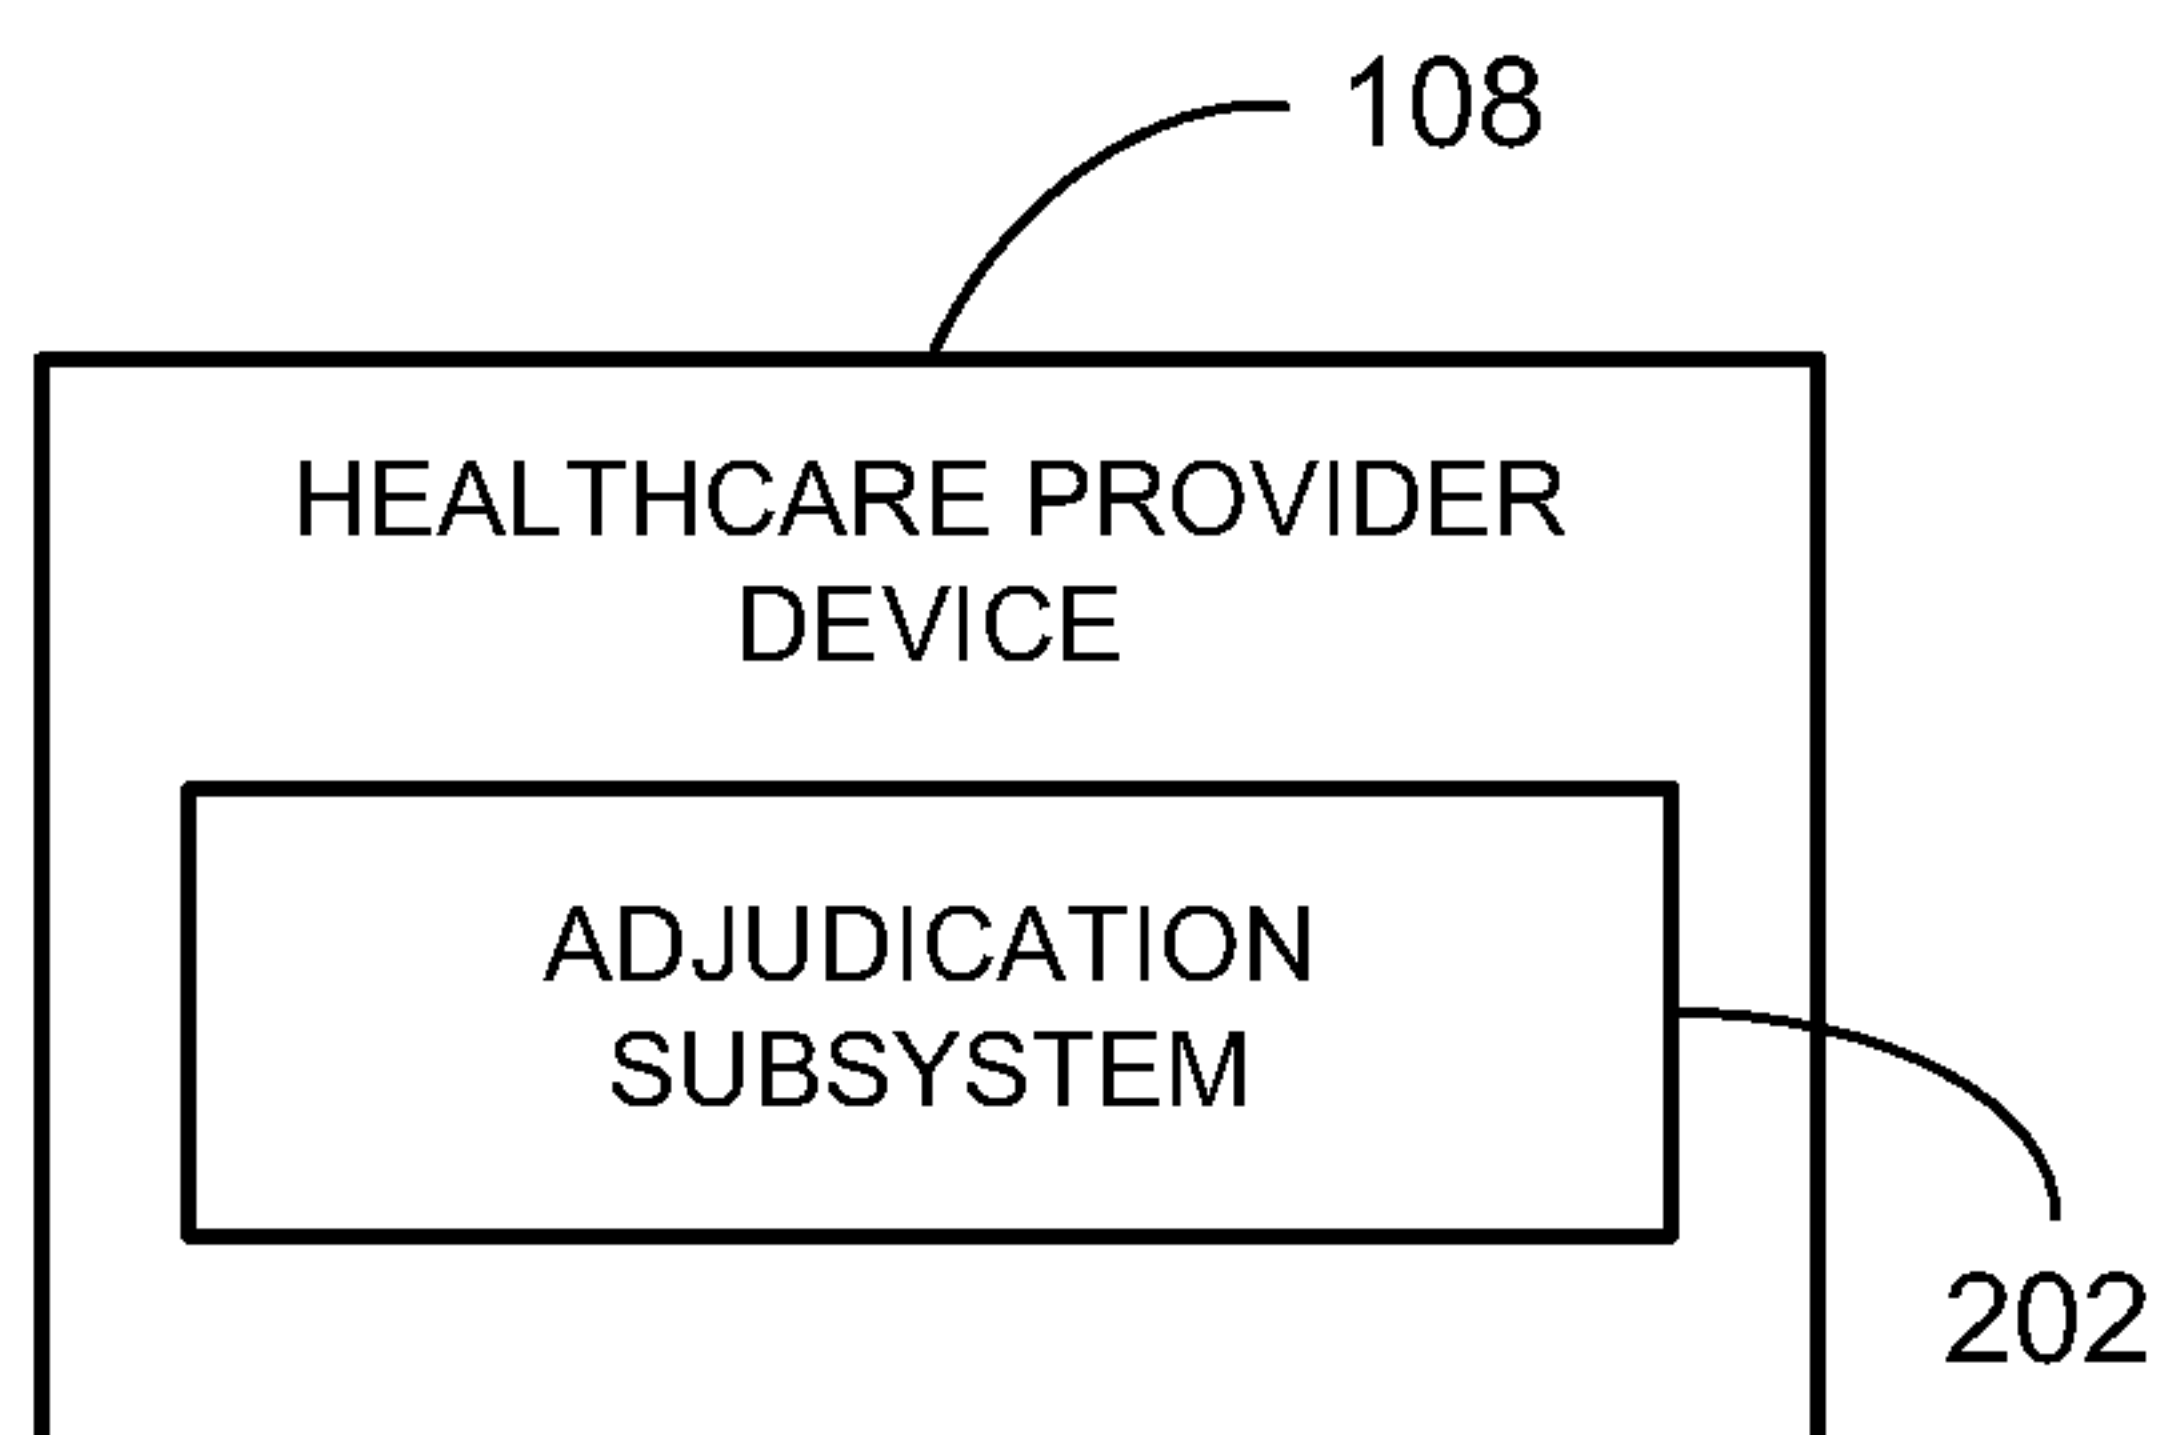 108
HEALTHCARE PROVIDER
DEVICE
ADJUDICATION
SUBSYSTEM
202